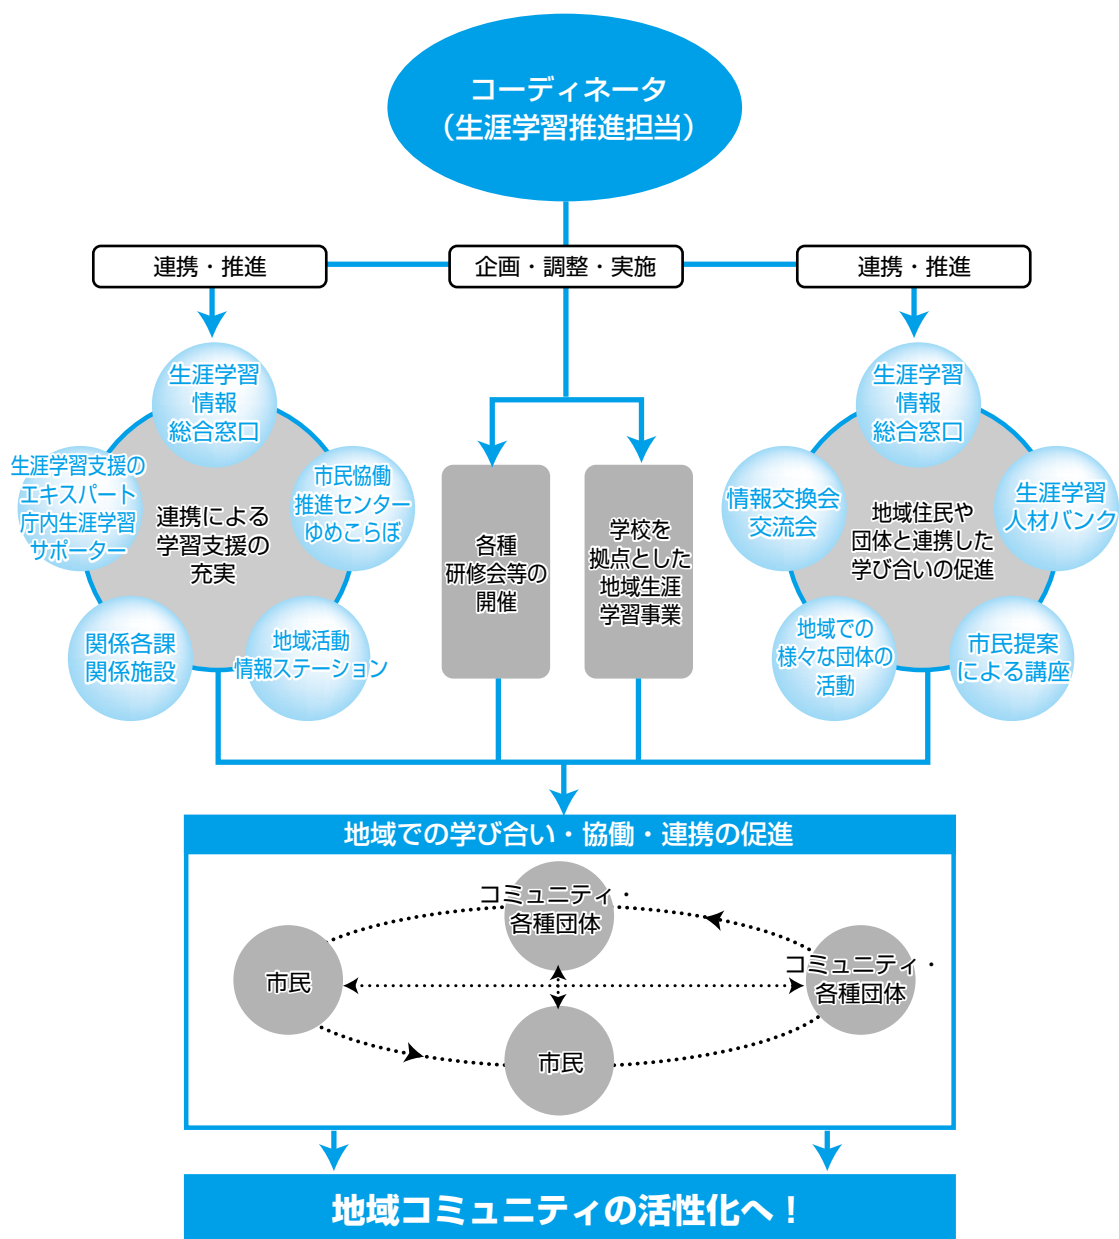 コーディネータ
（生涯学習推進担当）
連携・推進
企画・調整・実施
連携・推進
生涯学習
情報
総合窓口
生涯学習支援の
エキスパート
庁内生涯学習
サポーター
市民協働
推進センター
ゆめこらぼ
連携による
学習支援の
充実
関係各課
関係施設
地域活動
情報ステーション
各種
研修会等の
開催
学校を
拠点とした
地域生涯
学習事業
生涯学習
情報
総合窓口
情報交換会
交流会
生涯学習
人材バンク
地域住民や
団体と連携した
学び合いの促進
地域での
様々な団体の
活動
市民提案
による講座
地域での学び合い・協働・連携の促進
コミュニティ・
各種団体
市民
コミュニティ・
各種団体
市民
地域コミュニティの活性化へ！